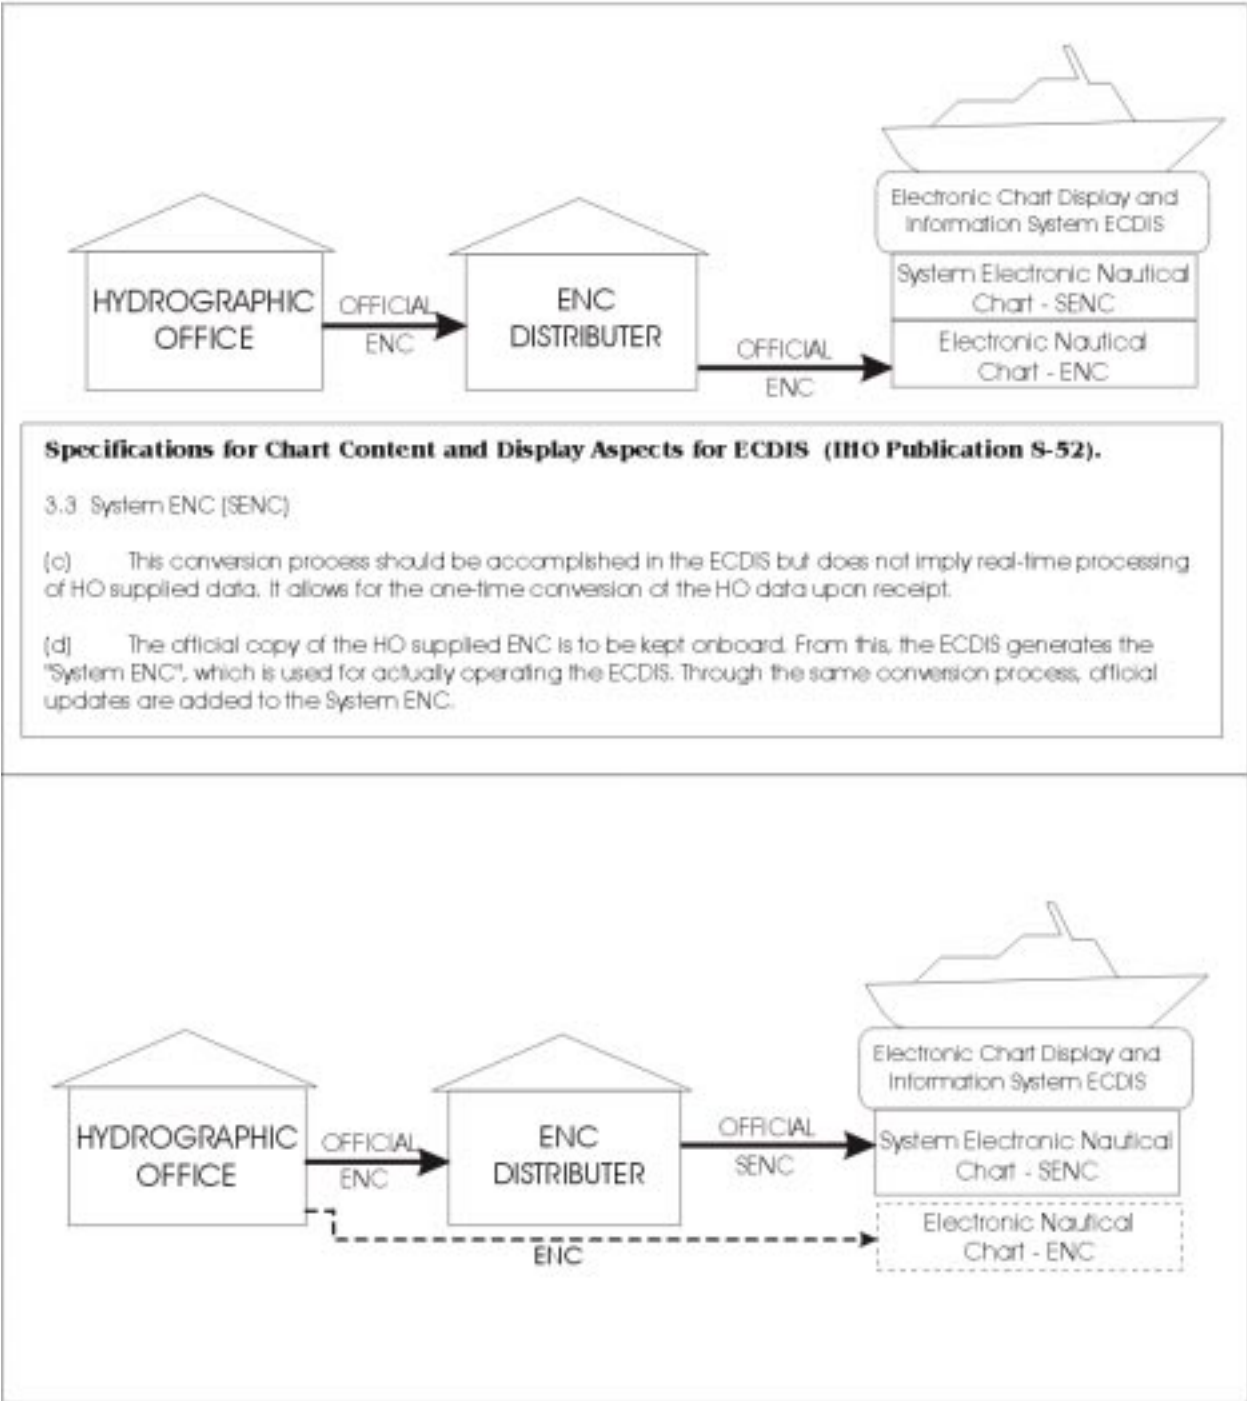 Electronic Chart Display and
Information System ECDIS
HYDROGRAPHIC
OFFICE
OFFICIAL
ENC
ENC
DISTRIBUTER
OFFICIAL
ENC
System Electronic Nautical
Chart - SENC
Electronic Nautical
Chart - ENC
Specifications for Chart Content and Display Aspects for ECDIS (IHO Publication S-52).
3.3 System ENC (SENC)
(c) This conversion process should be accomplished in the ECDIS but does not imply real-time processing
of HO supplied data. It allows for the one-time conversion of the HO data upon receipt.
(d) The official copy of the HO supplied ENC is to be kept onboard. From this, the ECDIS generates the
"System ENC", which is used for actually operating the ECDIS. Through the same conversion process, official
updates are added to the System ENC.
Electronic Chart Display and
Information System ECDIS
HYDROGRAPHIC
OFFICE
OFFICIAL
ENC
ENC
DISTRIBUTER
OFFICIAL
SENC
System Electronic Nautical
Chart - SENC
Electronic Nautical
Chart - ENC
ENC